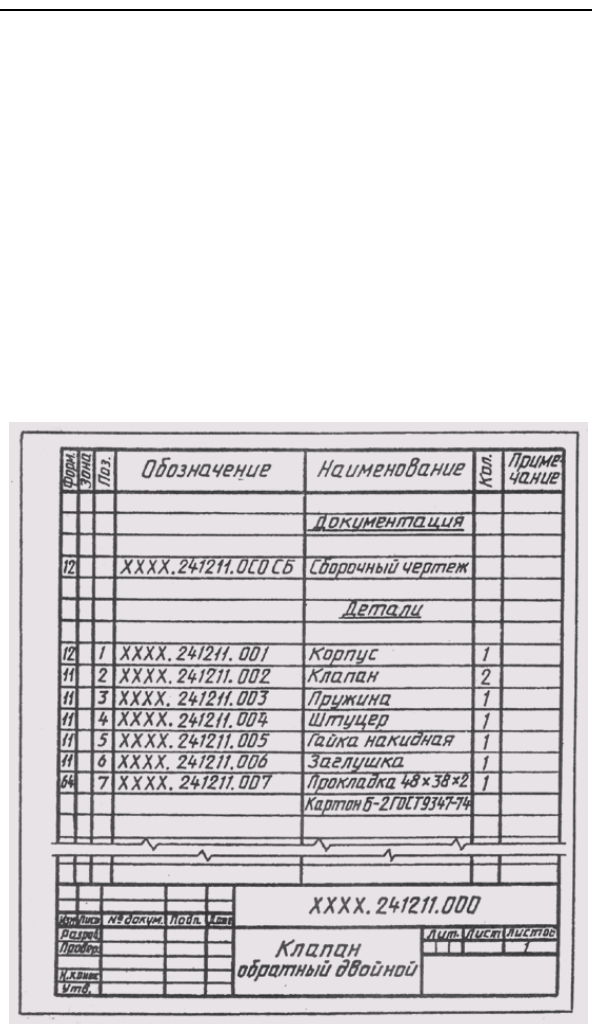 Форм. Зона Поз. Обозначение Наименование Кол. Приме-
чание
Документация
12 XXXX.241211.000 СБ Сборочный чертеж
Детали
12 1 XXXX.241211.001 Корпус 1
11 2 XXXX.241211.002 Клапан 2
11 3 XXXX.241211.003 Пружина 1
11 4 XXXX.241211.004 Штуцер 1
11 5 XXXX.241211.005 Гайка накидная 1
11 6 XXXX.241211.006 Заглушка 1
64 7 XXXX.241211.007 Прокладка 48×38×2 1
Картон Б-2 ГОСТ 9347-74
XXXX.241211.000
Изм Лист № докум. Подп. Дата
Разраб. Лит. Лист Листов
Провер. Клапан 1
обратный двойной
Н.контр
Утв.